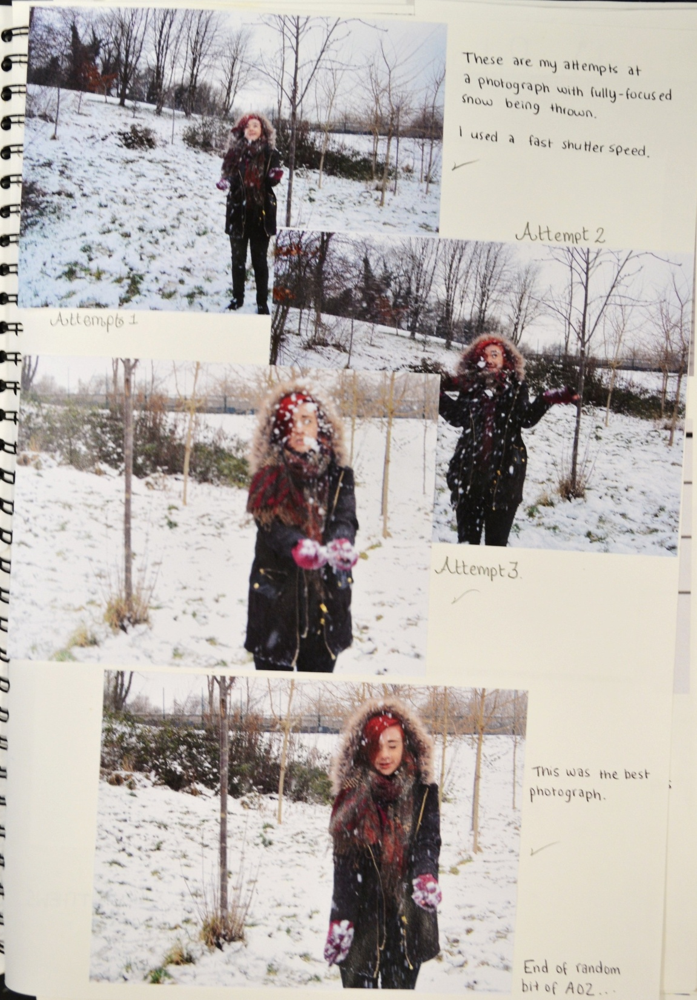 These are my attempts at
a photograph with fully-focused
snow being thrown.
I used a fast shutter speed.
Attempt 2
Attempts 1
Attempt 3.
This was the best
photograph.
End of random
bit of AO2...